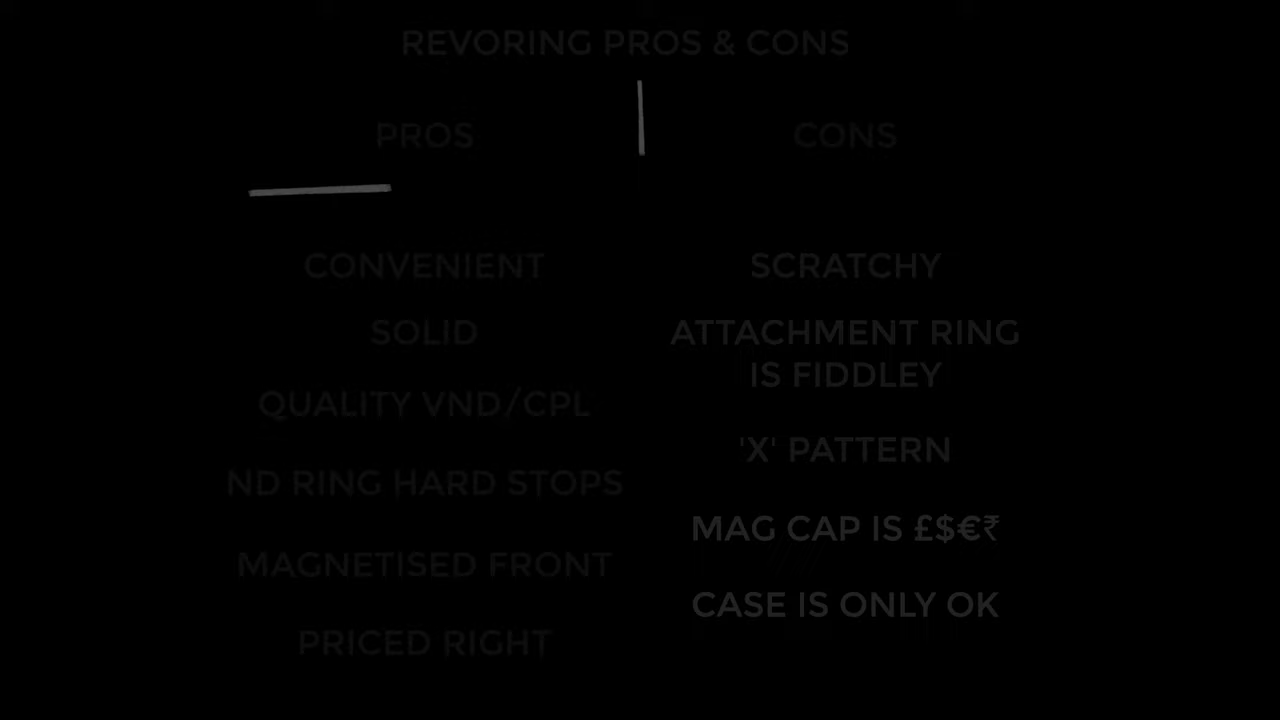 REVORING PROS & CONS
PROS
CONS
CONVENIENT
SOLID
QUALITY VND/CPL
ND RING HARD STOPS
MAGNETISED FRONT
PRICED RIGHT
SCRATCHY
ATTACHMENT RING
IS FIDDLEY
'X' PATTERN
MAG CAP IS £$€₹
CASE IS ONLY OK